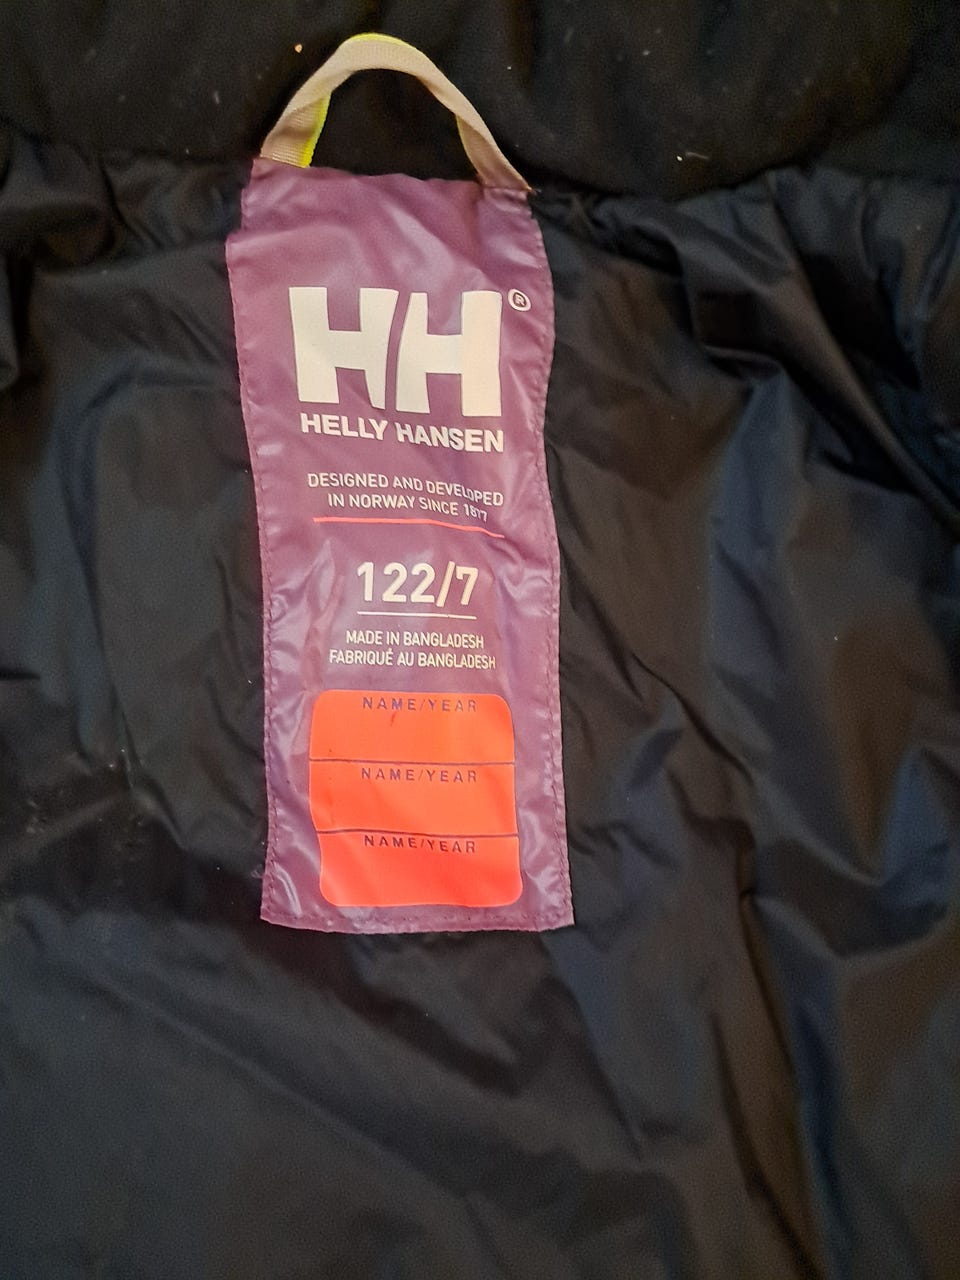 HH®
HELLY HANSEN
DESIGNED AND DEVELOPED
IN NORWAY SINCE 1877
122/7
MADE IN BANGLADESH
FABRIQUÉ AU BANGLADESH
NAME/YEAR
NAME/YEAR
NAME/YEAR